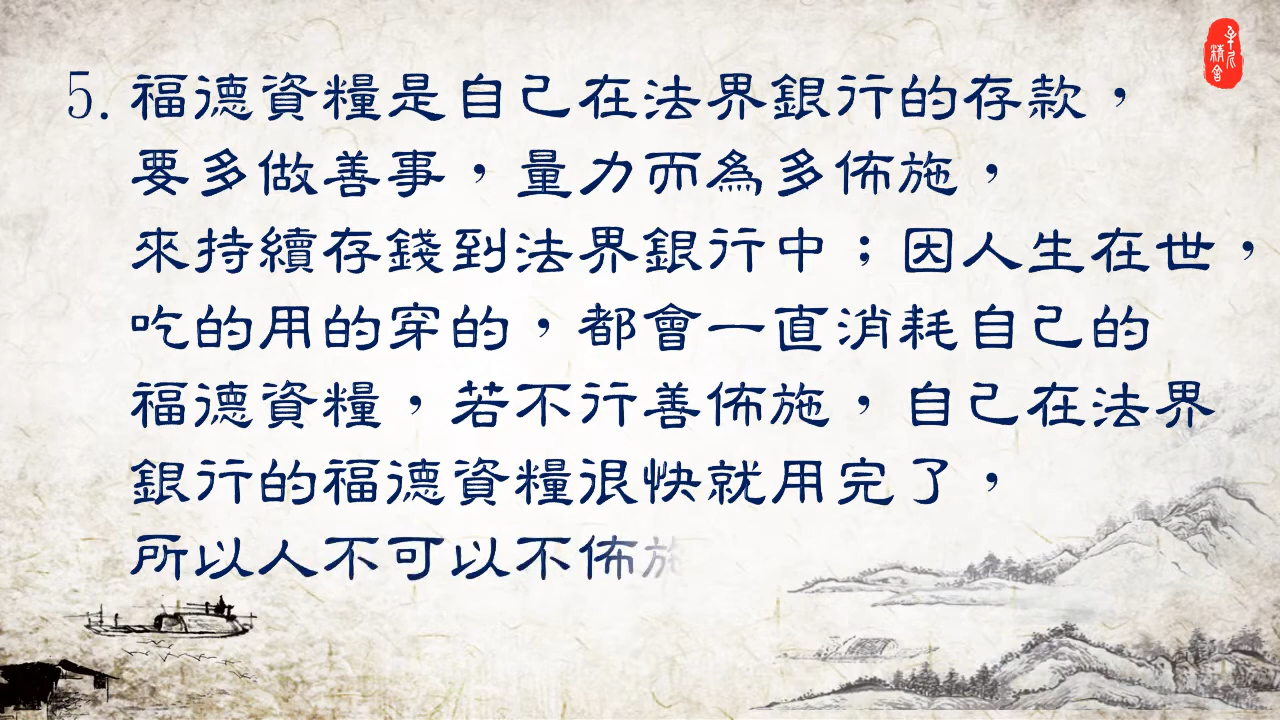 5. 福德資糧是自己在法界銀行的存款，
要多做善事，量力而為多佈施，
來持續存錢到法界銀行中；因人生在世，
吃的用的穿的，都會一直消耗自己的
福德資糧，若不行善佈施，自己在法界
銀行的福德資糧很快就用完了，
所以人不可以不佈施